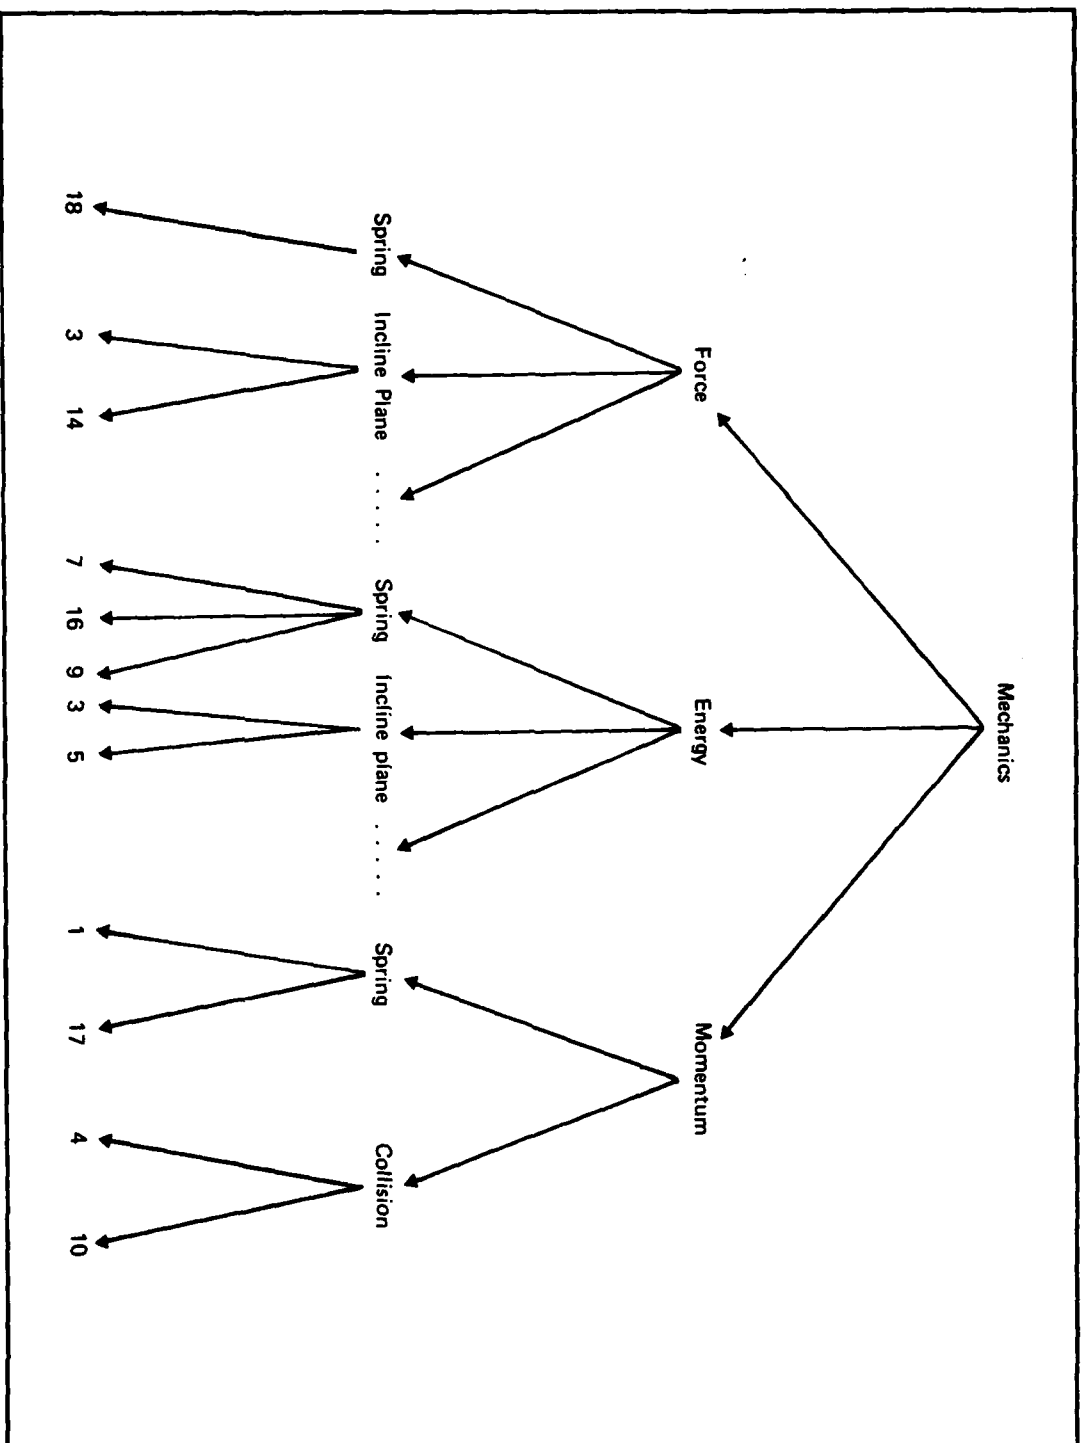 Mechanics
Force Energy Momentum
Spring Incline Plane . . . . . Spring Incline plane . . . . . Spring Collision
18 3 14 7 16 9 3 5 1 17 4 10